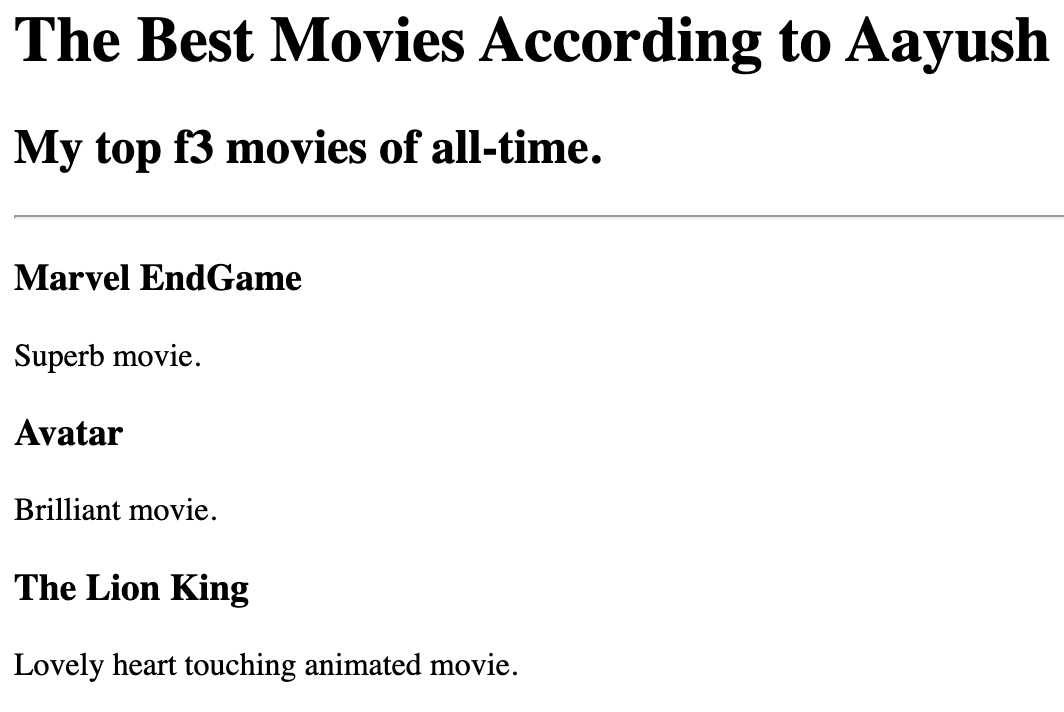 The Best Movies According to Aayush
My top f3 movies of all-time.
Marvel EndGame
Superb movie.
Avatar
Brilliant movie.
The Lion King
Lovely heart touching animated movie.